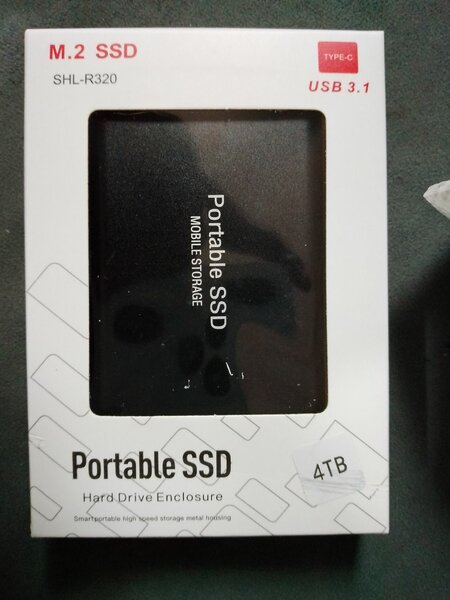 M.2 SSD
TYPE-C
SHL-R320
USB 3.1
Portable SSD
MOBILE STORAGE
Portable SSD
4TB
Hard Drive Enclosure
Smart portable high speed storage metal housing